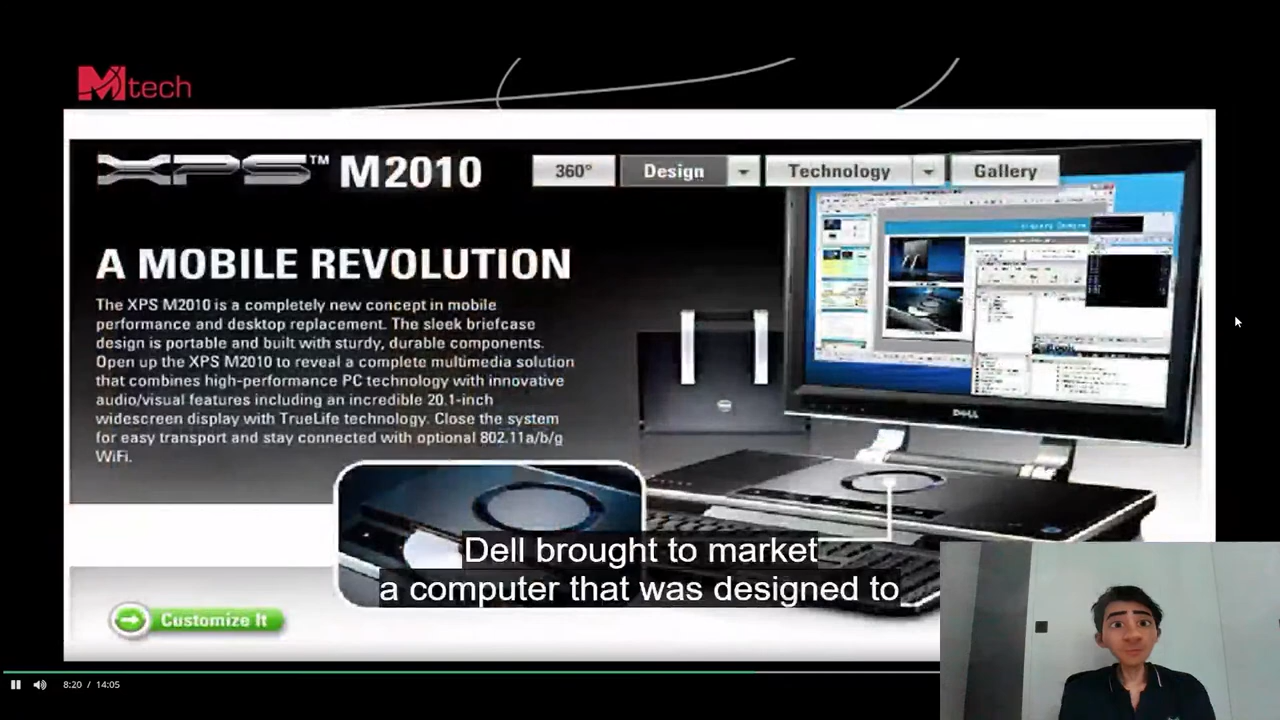 Mtech
XPS™ M2010
360°
Design
Technology
Gallery
A MOBILE REVOLUTION
The XPS M2010 is a completely new concept in mobile
performance and desktop replacement. The sleek briefcase
design is portable and built with sturdy, durable components.
Open up the XPS M2010 to reveal a complete multimedia solution
that combines high-performance PC technology with innovative
audio/visual features including an incredible 20.1-inch
widescreen display with TrueLife technology. Close the system
for easy transport and stay connected with optional 802.11a/b/g
WiFi.
DELL
Dell brought to market
a computer that was designed to
Customize It
8:20 / 14:05